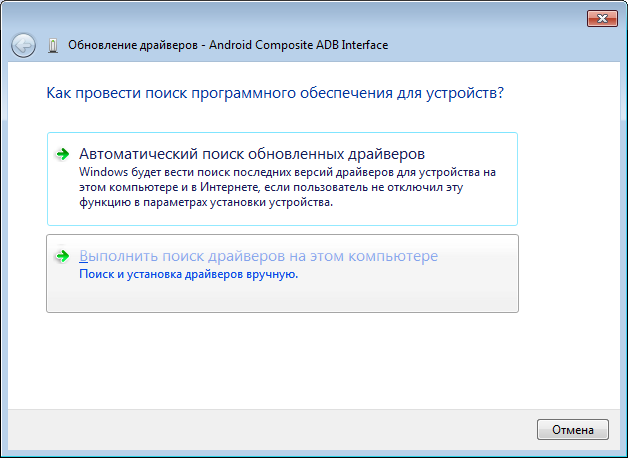 Обновление драйверов - Android Composite ADB Interface
Как провести поиск программного обеспечения для устройств?
Автоматический поиск обновленных драйверов
Windows будет вести поиск последних версий драйверов для устройства на
этом компьютере и в Интернете, если пользователь не отключил эту
функцию в параметрах установки устройства.
Выполнить поиск драйверов на этом компьютере
Поиск и установка драйверов вручную.
Отмена